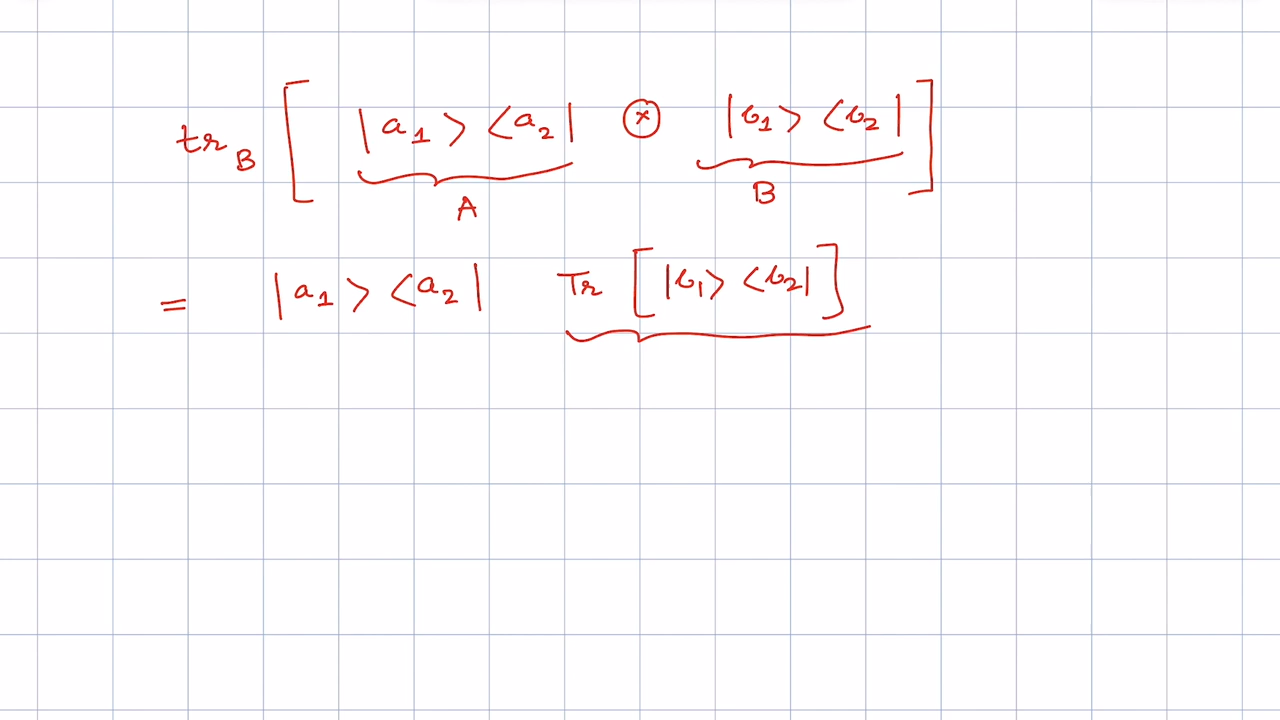 tr_B [ |a_1> <a_2| ⊗ |b_1> <b_2| ]
A B
= |a_1> <a_2| Tr [ |b_1> <b_2| ]